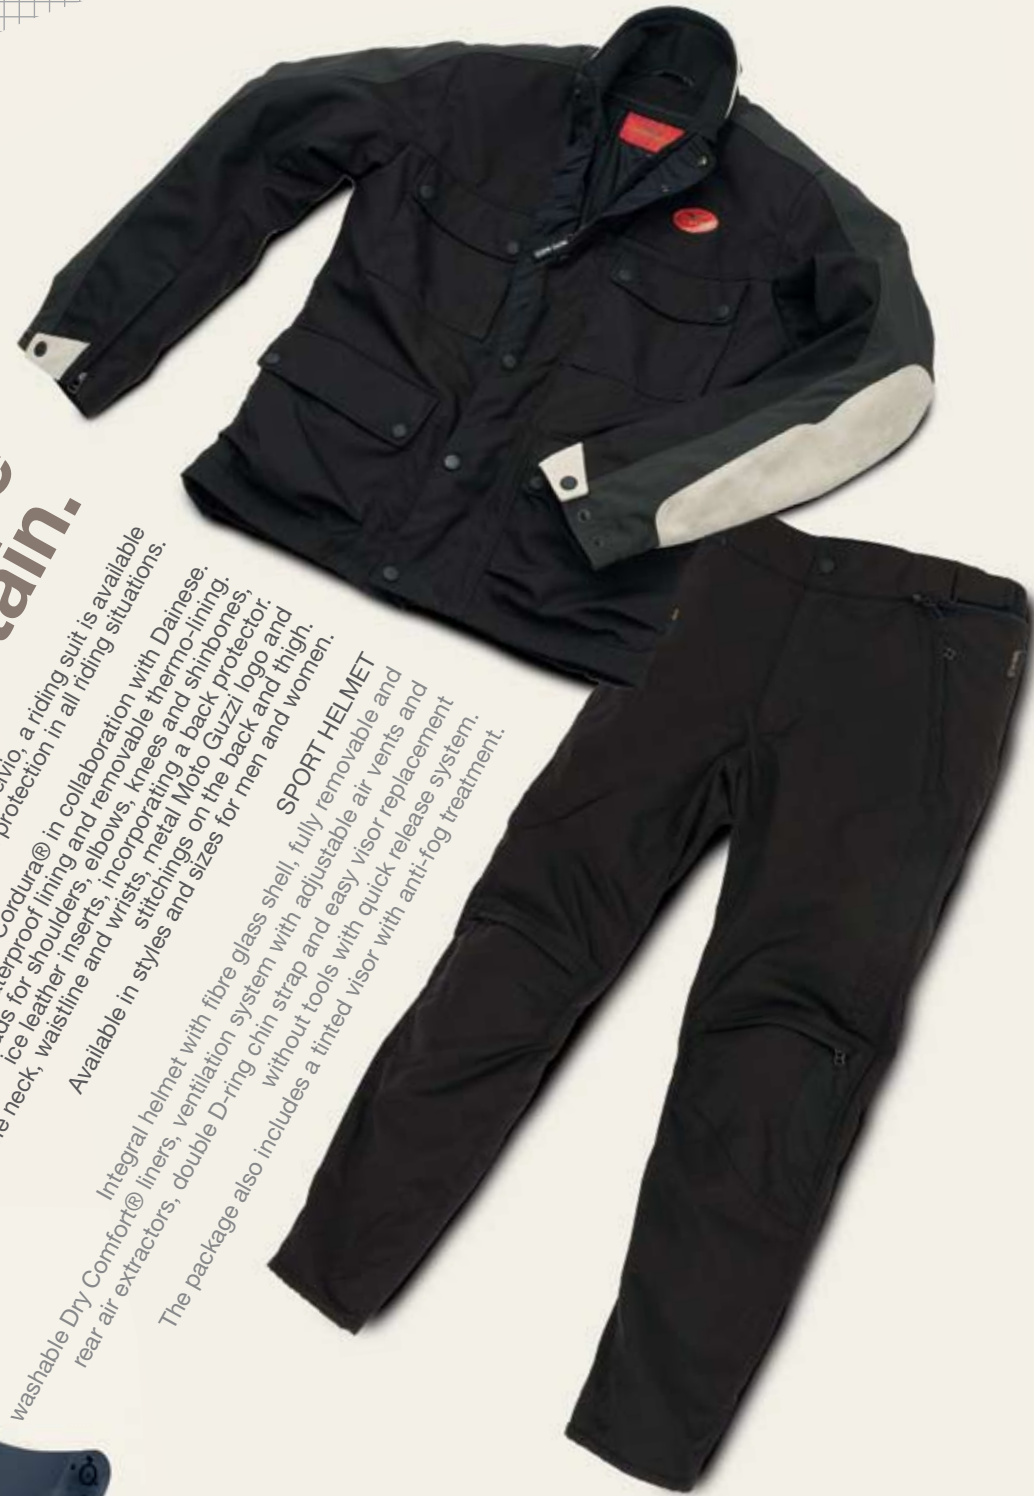 tain.
a riding suit is available
protection in all riding situations.
Cordura® in collaboration with Dainese.
lining and removable thermo-lining.
for shoulders, elbows, knees and shinbones,
ice leather inserts, incorporating a back protector.
neck, waistline and wrists, metal Moto Guzzi logo and
stitchings on the back and thigh.
Available in styles and sizes for men and women.
SPORT HELMET
Integral helmet with fibre glass shell, fully removable and
washable Dry Comfort® liners, ventilation system with adjustable air vents and
rear air extractors, double D-ring chin strap and easy visor replacement
without tools with quick release system.
The package also includes a tinted visor with anti-fog treatment.